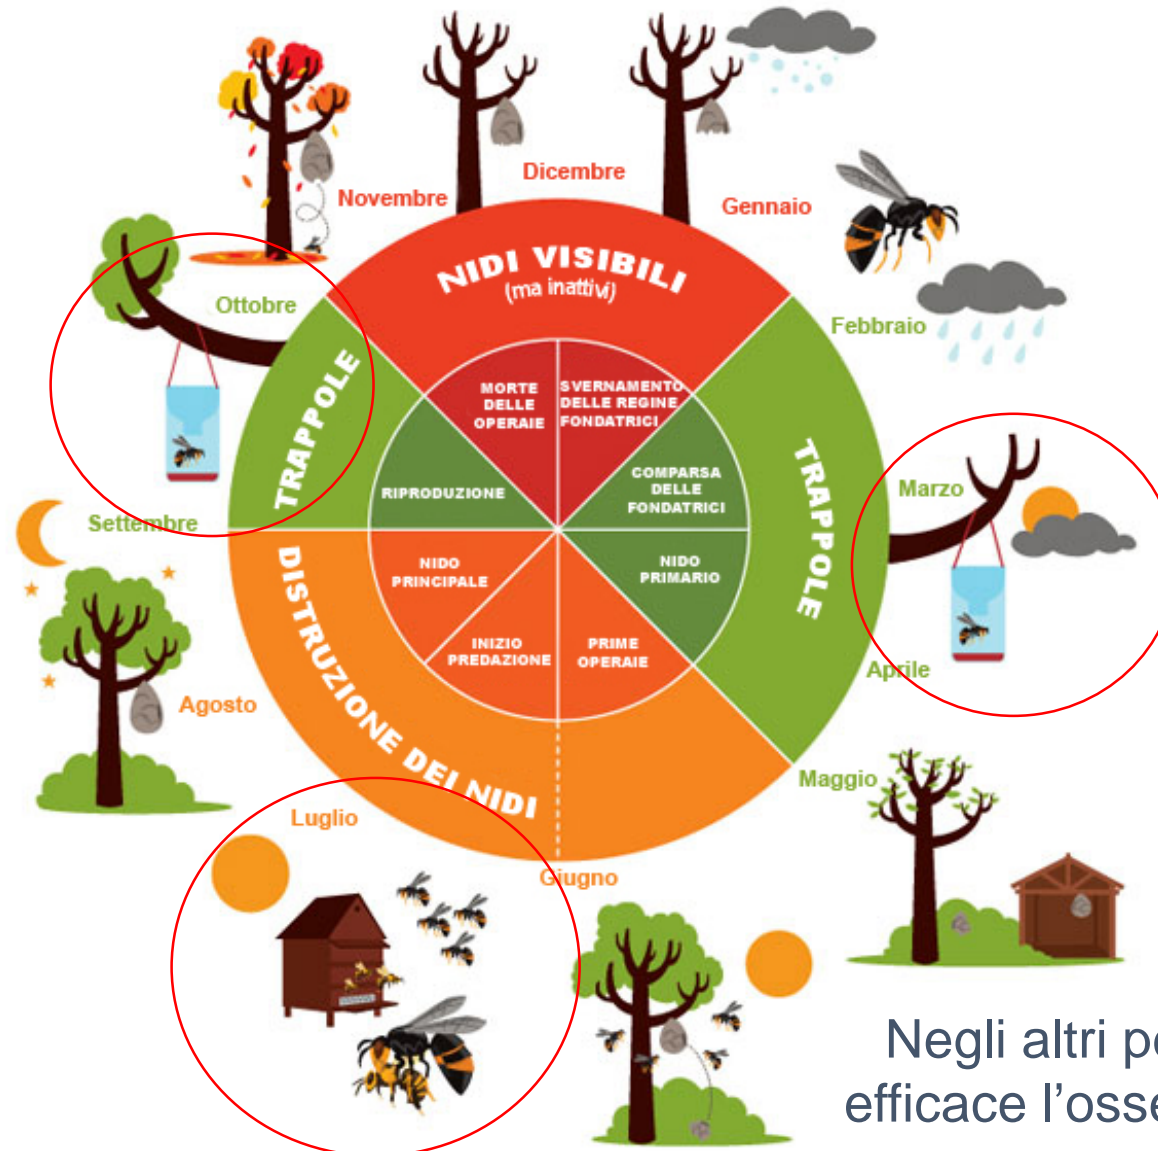 Dicembre
Novembre
Gennaio
NIDI VISIBILI
(ma inattivi)
Ottobre
Febbraio
TRAPPOLE
MORTE
DELLE
OPERAIE
SVERNAMENTO
DELLE REGINE
FONDATRICI
TRAPPOLE
RIPRODUZIONE
COMPARSA
DELLE
FONDATRICI
Marzo
Settembre
NIDO
PRINCIPALE
NIDO
PRIMARIO
INIZIO
PREDAZIONE
PRIME
OPERAIE
DISTRUZIONE DEI NIDI
Aprile
Agosto
Maggio
Luglio
Giugno
Negli altri
efficace